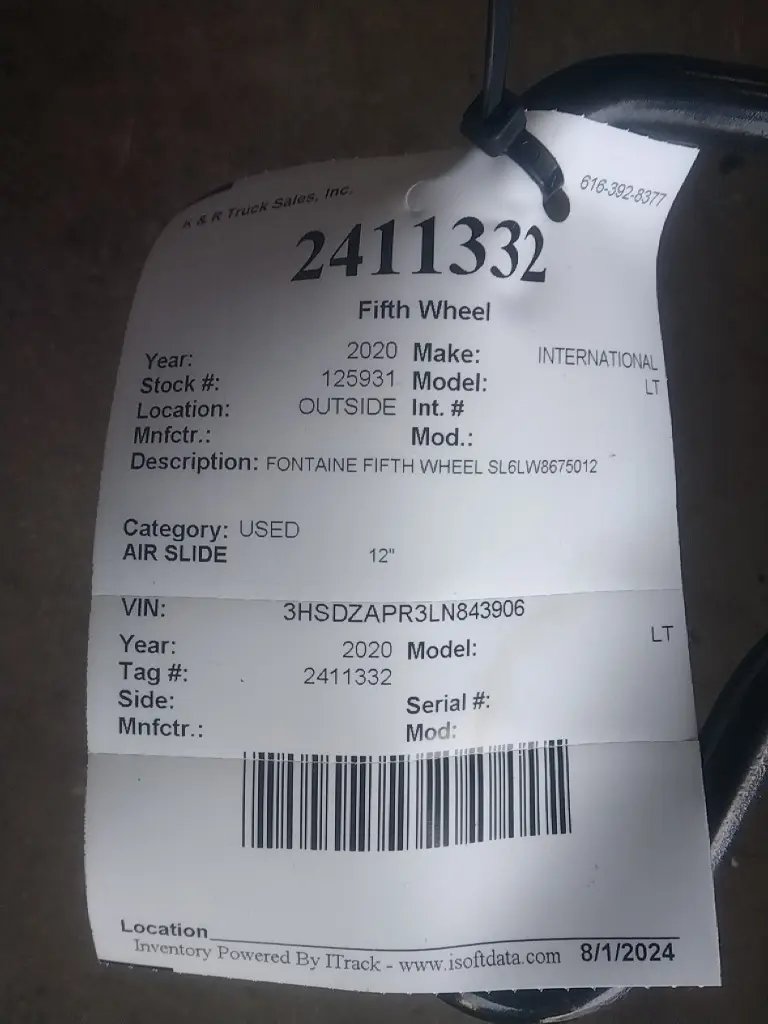 K & R Truck Sales, Inc. 616-392-8377
2411332
Fifth Wheel
Year: 2020 Make: INTERNATIONAL
Stock #: 125931 Model: LT
Location: OUTSIDE Int. #
Mnfctr.: Mod.:
Description: FONTAINE FIFTH WHEEL SL6LW8675012
Category: USED
AIR SLIDE 12"
VIN: 3HSDZAPR3LN843906
Year: 2020 Model: LT
Tag #: 2411332
Side: Serial #:
Mnfctr.: Mod:
Location
Inventory Powered By ITrack - www.isoftdata.com 8/1/2024